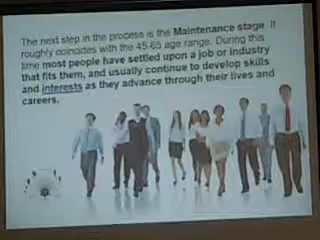 The next step in the process is the Maintenance stage. It
roughly coincides with the 45-65 age range. During this
time most people have settled upon a job or industry
that fits them, and usually continue to develop skills
and interests as they advance through their lives and
careers.